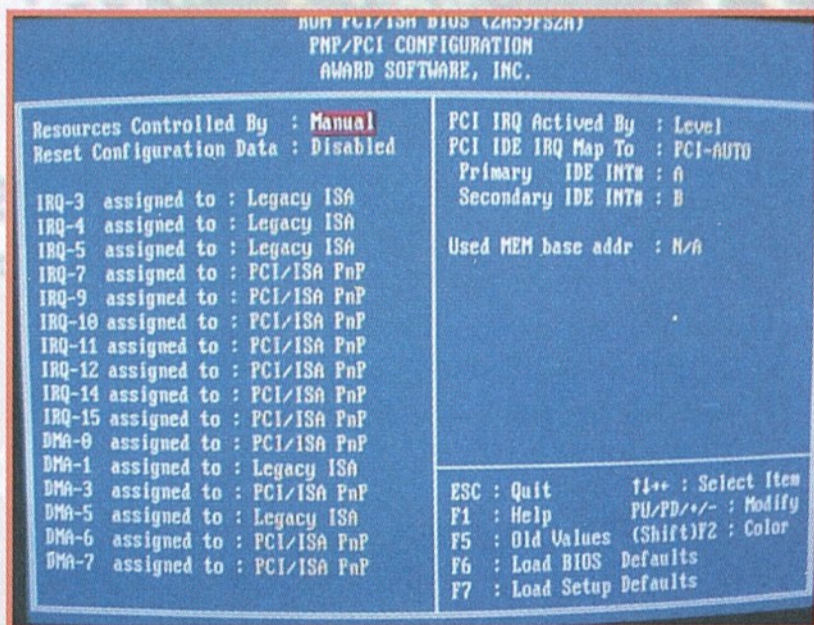 ROM PCI/ISA BIOS (2A59FS2A)
PNP/PCI CONFIGURATION
AWARD SOFTWARE, INC.
Resources Controlled By : Manual
Reset Configuration Data : Disabled
IRQ-3 assigned to : Legacy ISA
IRQ-4 assigned to : Legacy ISA
IRQ-5 assigned to : Legacy ISA
IRQ-7 assigned to : PCI/ISA PnP
IRQ-9 assigned to : PCI/ISA PnP
IRQ-10 assigned to : PCI/ISA PnP
IRQ-11 assigned to : PCI/ISA PnP
IRQ-12 assigned to : PCI/ISA PnP
IRQ-14 assigned to : PCI/ISA PnP
IRQ-15 assigned to : PCI/ISA PnP
DMA-0 assigned to : PCI/ISA PnP
DMA-1 assigned to : Legacy ISA
DMA-3 assigned to : PCI/ISA PnP
DMA-5 assigned to : Legacy ISA
DMA-6 assigned to : PCI/ISA PnP
DMA-7 assigned to : PCI/ISA PnP
PCI IRQ Actived By : Level
PCI IDE IRQ Map To : PCI-AUTO
Primary IDE INT# : A
Secondary IDE INT# : B
Used MEM base addr : N/A
ESC : Quit ↑↓→← : Select Item
F1 : Help PU/PD/+/- : Modify
F5 : Old Values (Shift)F2 : Color
F6 : Load BIOS Defaults
F7 : Load Setup Defaults